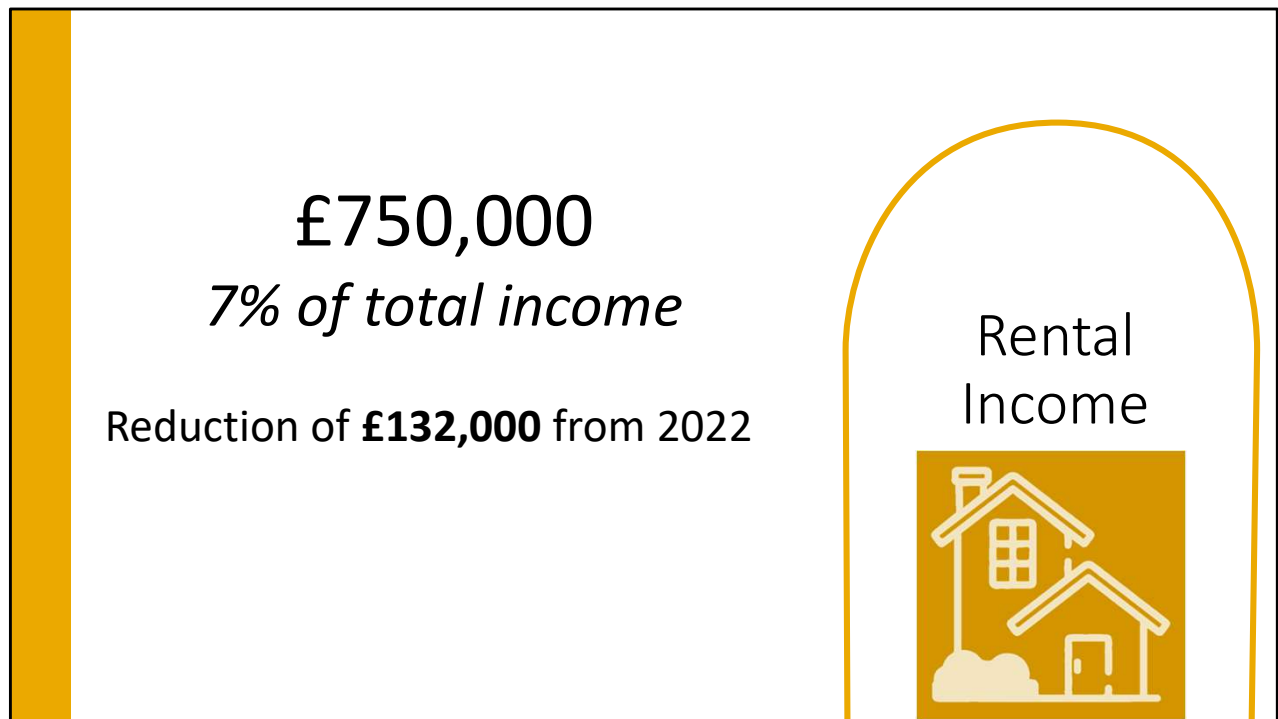 £750,000
7% of total income
Reduction of £132,000 from 2022
Rental
Income